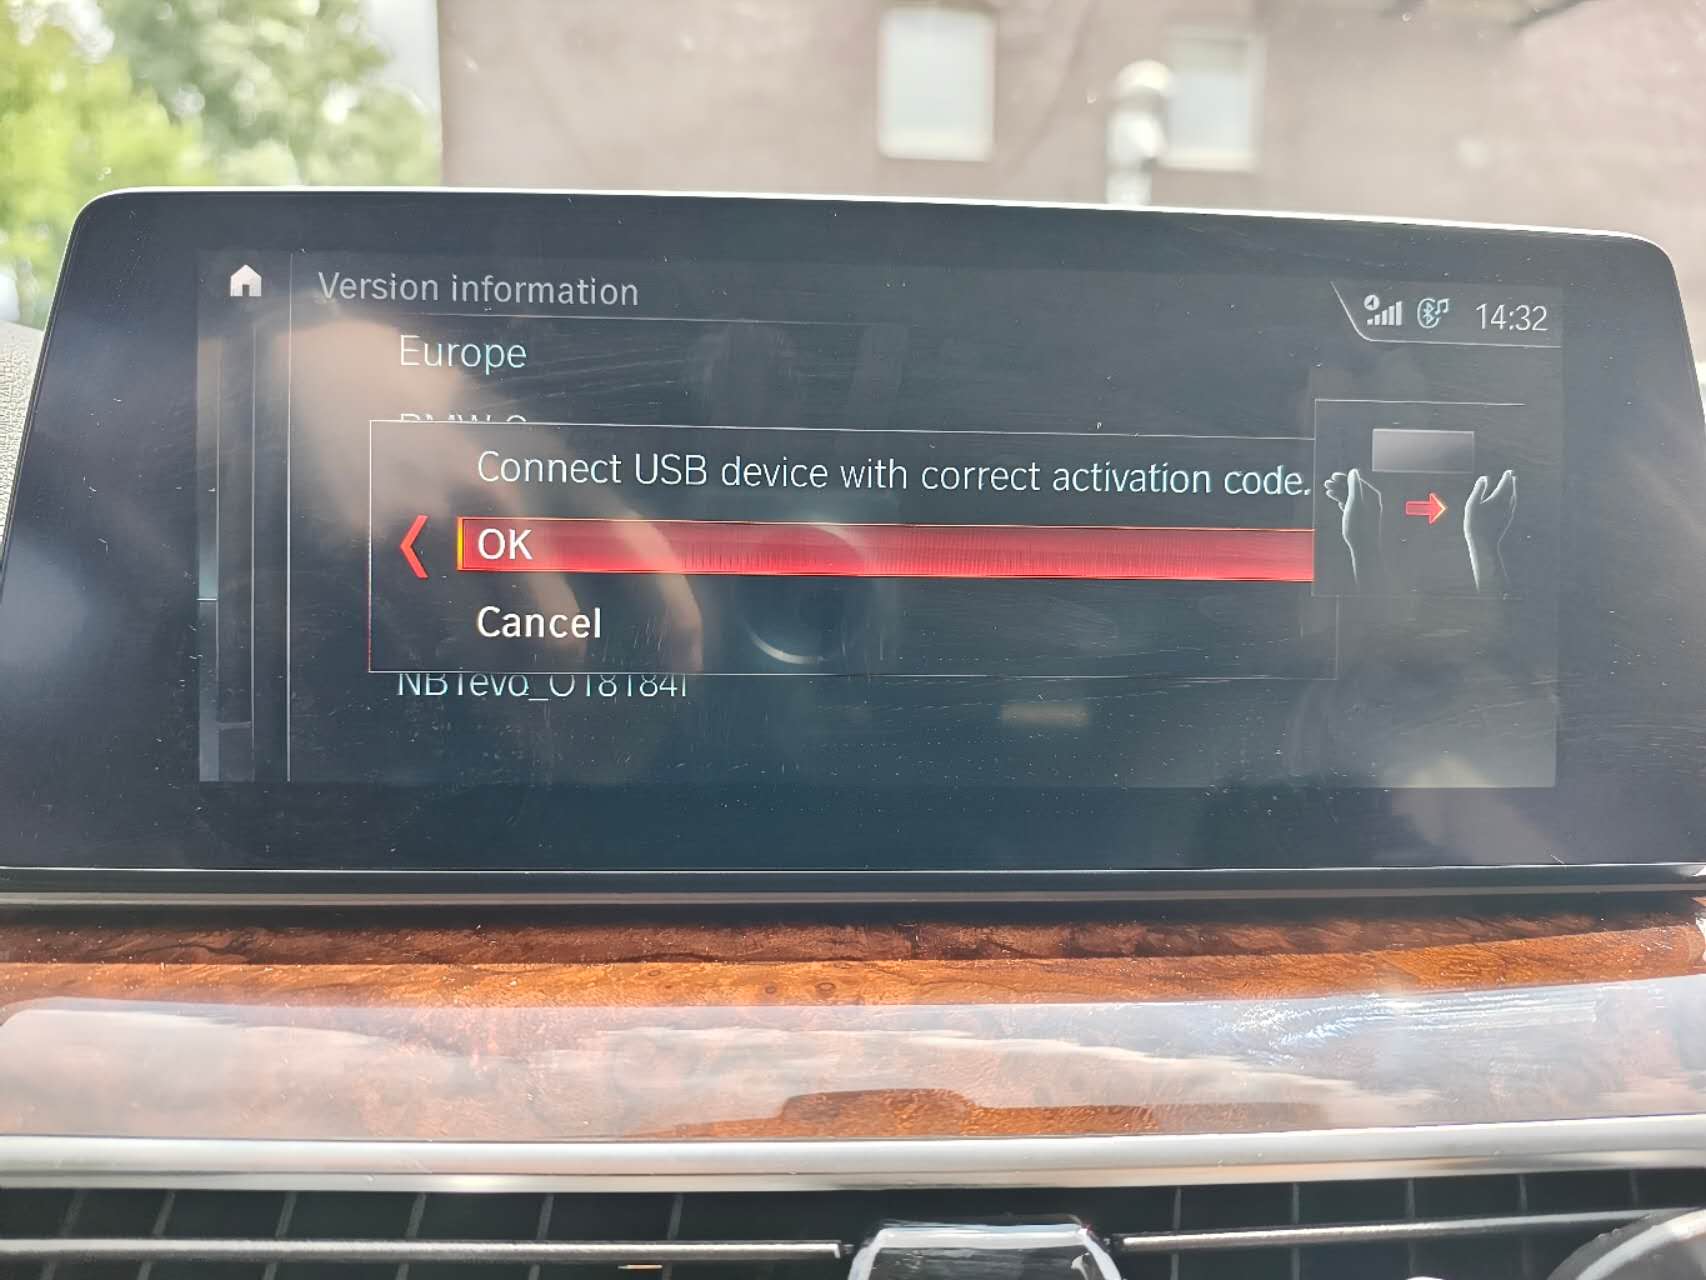 Version information
14:32
Europe
Connect USB device with correct activation code.
OK
Cancel